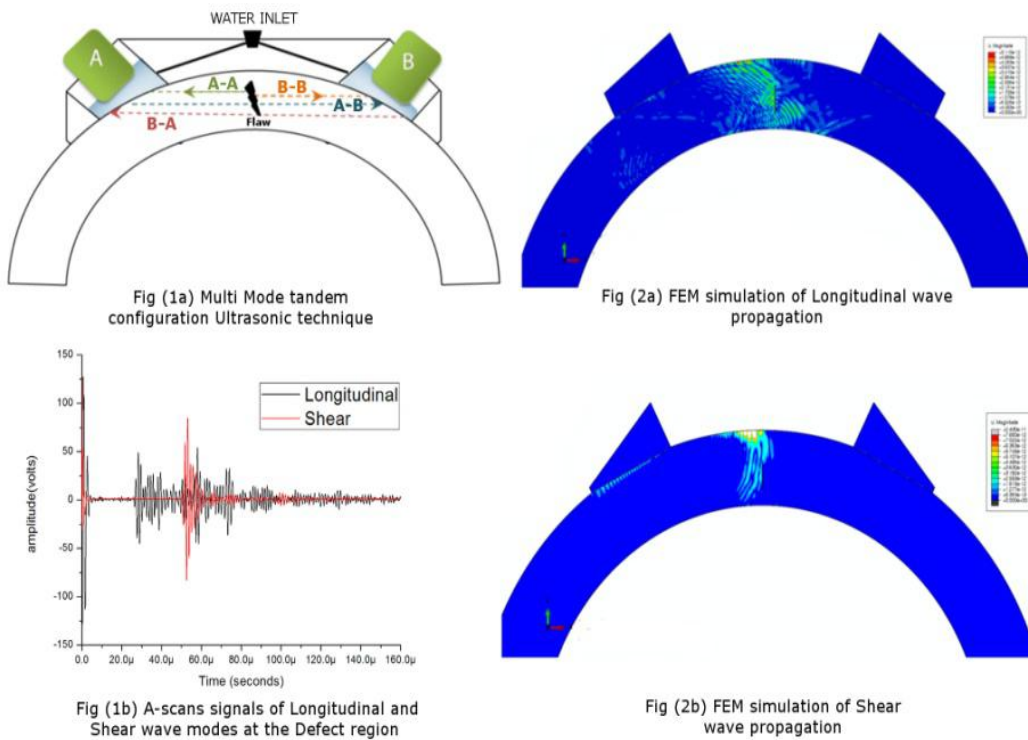 WATER INLET
A
B
A-A
B-B
A-B
B-A
Flaw
Fig (1a) Multi Mode tandem
configuration Ultrasonic technique
Fig (2a) FEM simulation of Longitudinal wave
propagation
150
100
50
0
-50
-100
-150
amplitude(volts)
Longitudinal
Shear
0.0
20.0µ
40.0µ
60.0µ
80.0µ
100.0µ
120.0µ
140.0µ
160.0µ
Time (seconds)
Fig (1b) A-scans signals of Longitudinal and
Shear wave modes at the Defect region
Fig (2b) FEM simulation of Shear
wave propagation